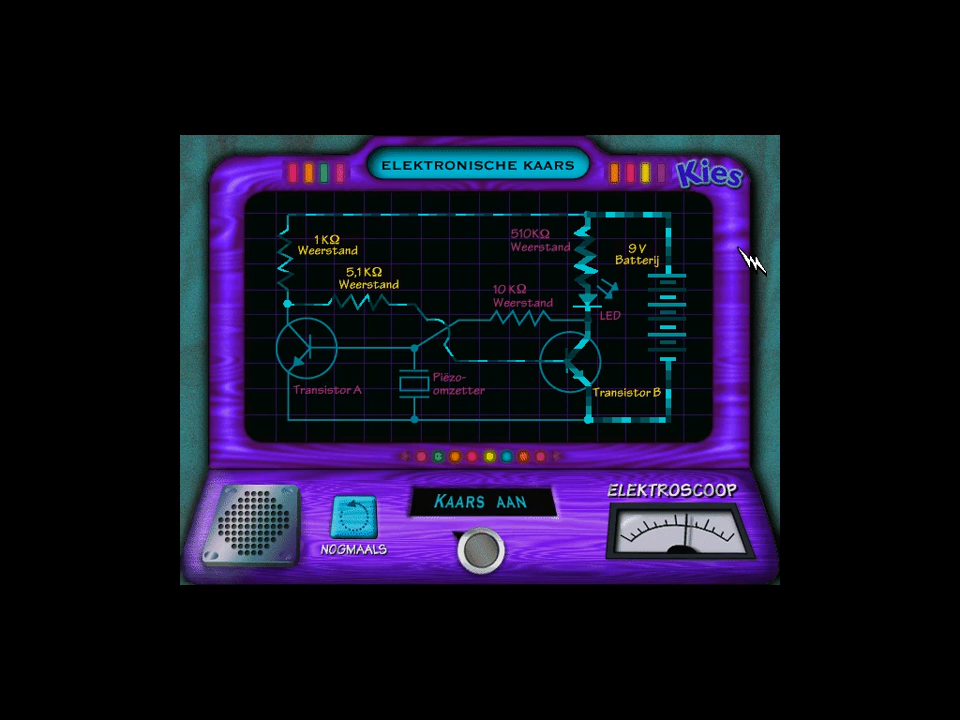 ELEKTRONISCHE KAARS
Kies
1KΩ
Weerstand
510KΩ
Weerstand
9V
Batterij
5,1KΩ
Weerstand
10KΩ
Weerstand
LED
Transistor A
Piëzo-
omzetter
Transistor B
KAARS AAN
ELEKTROSCOOP
NOGMAALS